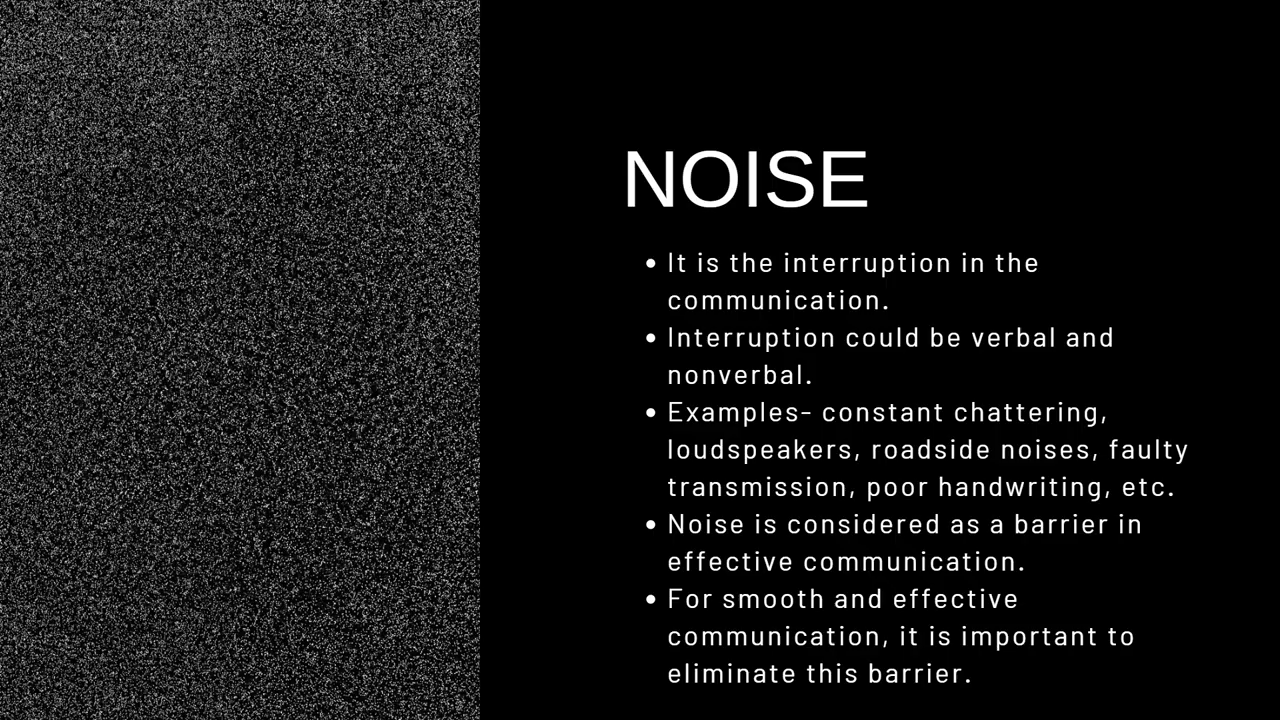 NOISE
• It is the interruption in the
communication.
• Interruption could be verbal and
nonverbal.
• Examples- constant chattering,
loudspeakers, roadside noises, faulty
transmission, poor handwriting, etc.
• Noise is considered as a barrier in
effective communication.
• For smooth and effective
communication, it is important to
eliminate this barrier.